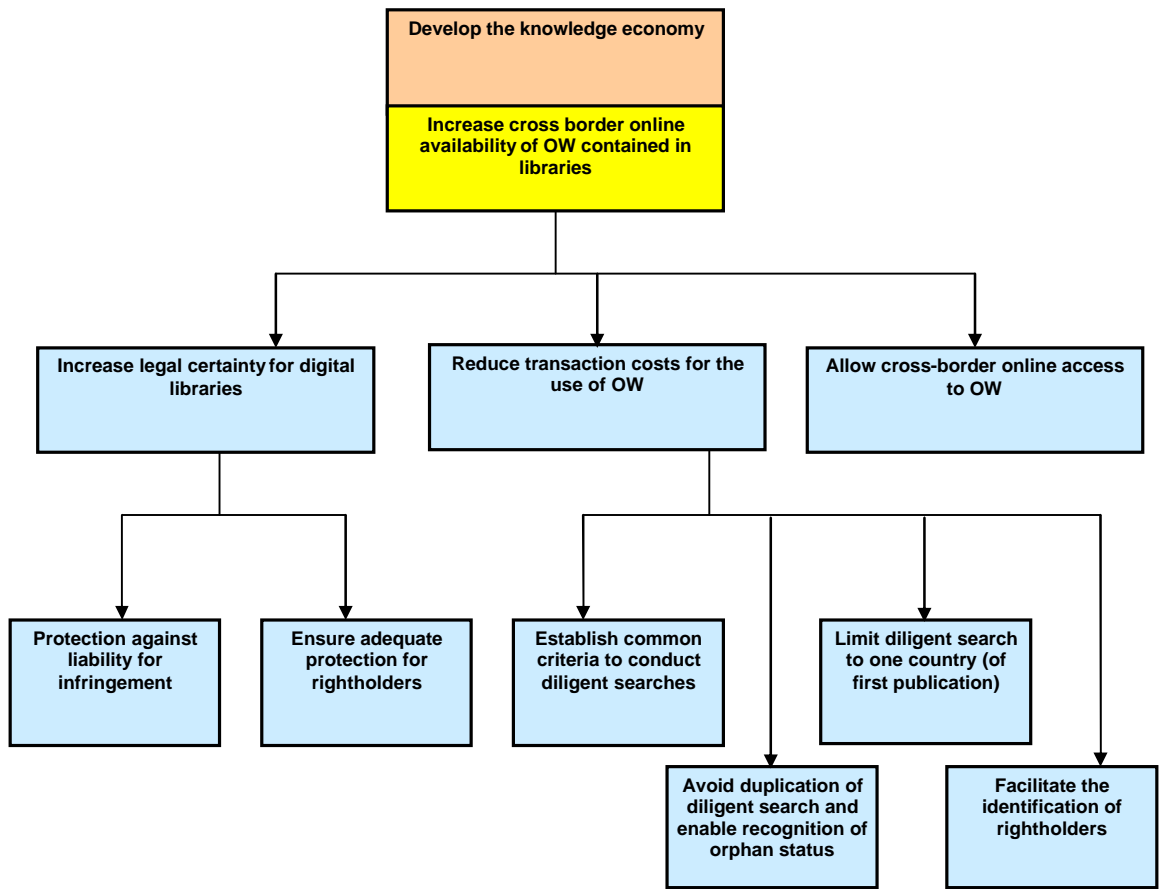 Develop the knowledge economy
Increase cross border online
availability of OW contained in
libraries
Increase legal certainty for digital
libraries
Reduce transaction costs for the
use of OW
Allow cross-border online access
to OW
Protection against
liability for
infringement
Ensure adequate
protection for
rightholders
Establish common
criteria to conduct
diligent searches
Limit diligent search
to one country (of
first publication)
Avoid duplication of
diligent search and
enable recognition of
orphan status
Facilitate the
identification of
rightholders